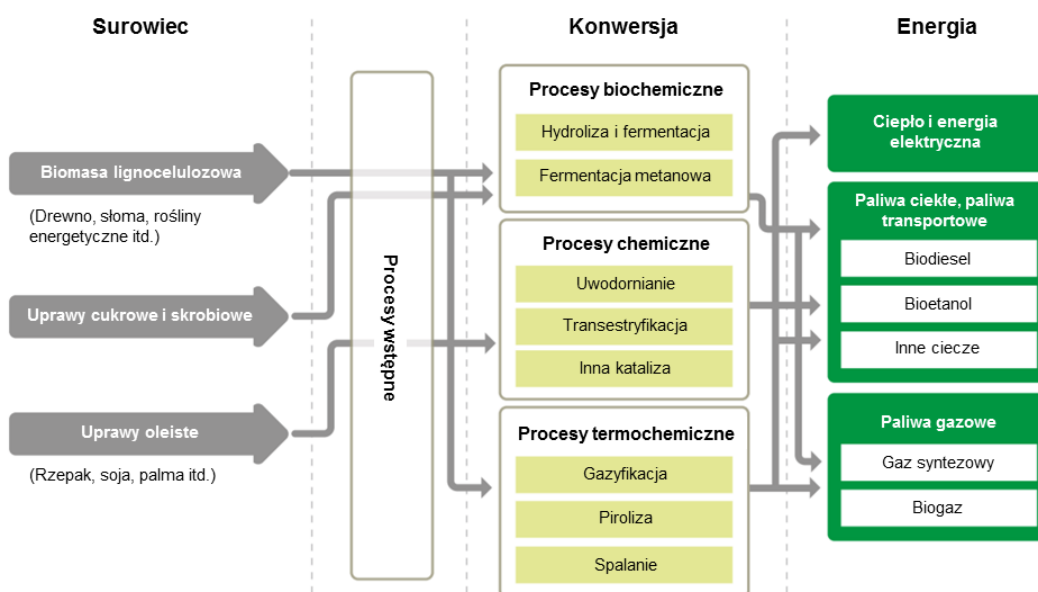 Surowiec
Konwersja
Energia
Biomasa lignocelulozowa
(Drewno, słoma, rośliny
energetyczne itd.)
Uprawy cukrowe i skrobiowe
Uprawy oleiste
(Rzepak, soja, palma itd.)
Procesy wstępne
Procesy biochemiczne
Hydroliza i fermentacja
Fermentacja metanowa
Procesy chemiczne
Uwodornianie
Transestryfikacja
Inna kataliza
Procesy termochemiczne
Gazyfikacja
Piroliza
Spalanie
Ciepło i energia
elektryczna
Paliwa ciekłe, paliwa
transportowe
Biodiesel
Bioetanol
Inne ciecze
Paliwa gazowe
Gaz syntezowy
Biogaz